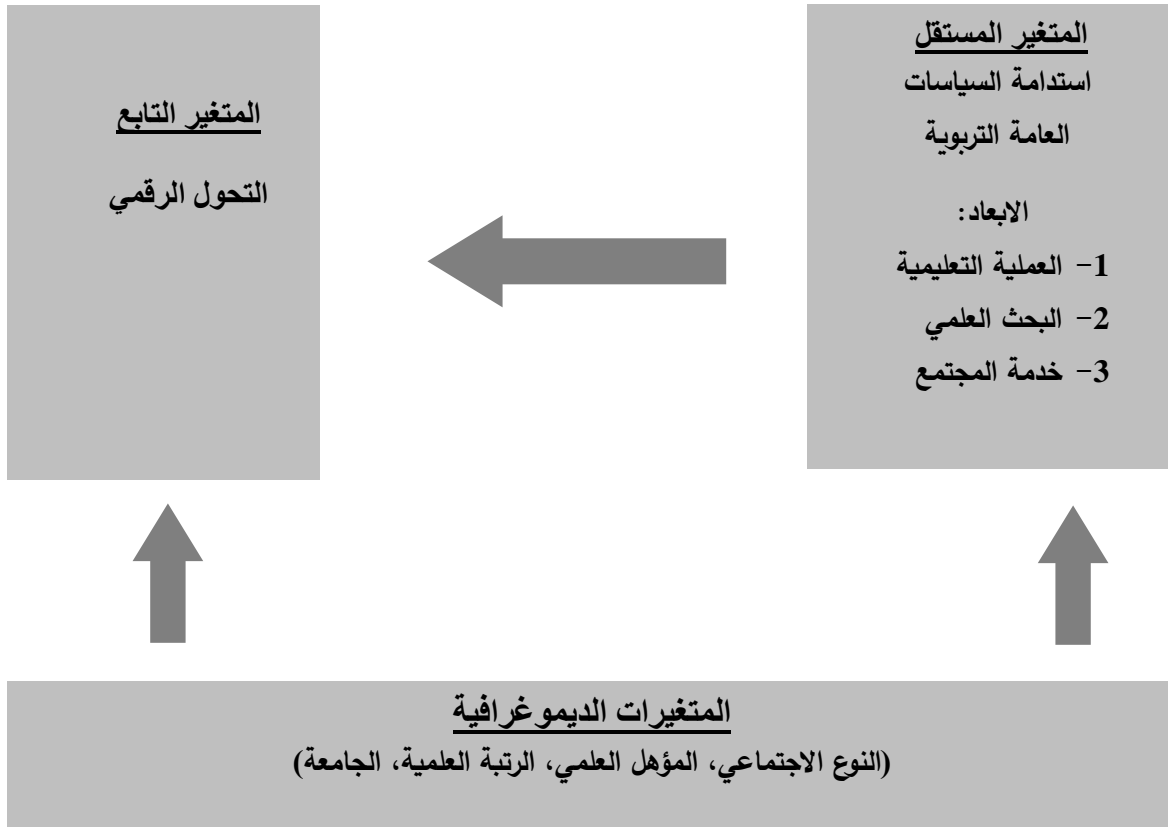 المتغير المستقل
استدامة السياسات
العامة التربوية
الابعاد:
1- العملية التعليمية
2- البحث العلمي
3- خدمة المجتمع
المتغير التابع
التحول الرقمي
المتغيرات الديموغرافية
(النوع الاجتماعي، المؤهل العلمي، الرتبة العلمية، الجامعة)